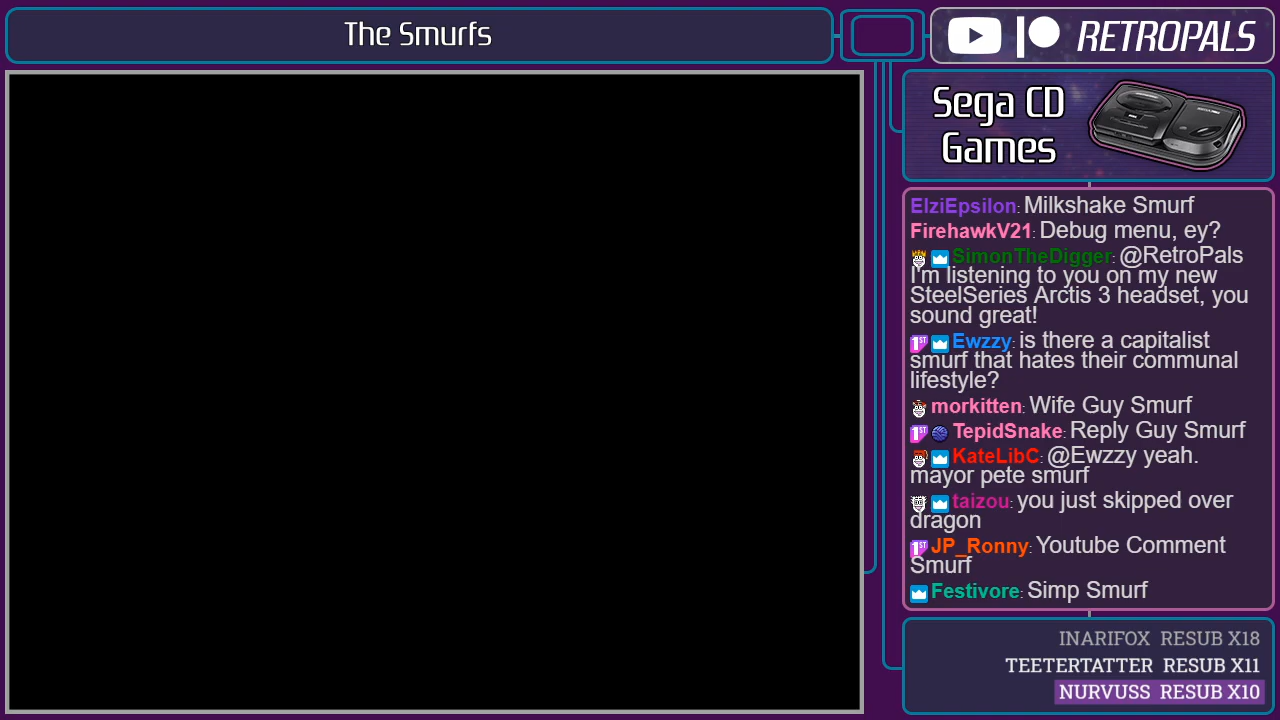 The Smurfs
RETROPALS
Sega CD
Games
ElziEpsilon: Milkshake Smurf
FirehawkV21: Debug menu, ey?
SimonTheDigger: @RetroPals
I'm listening to you on my new
SteelSeries Arctis 3 headset, you
sound great!
1ST Ewzzy: is there a capitalist
smurf that hates their communal
lifestyle?
morkitten: Wife Guy Smurf
1ST TepidSnake: Reply Guy Smurf
KateLibC: @Ewzzy yeah.
mayor pete smurf
taizou: you just skipped over
dragon
1ST JP_Ronny: Youtube Comment
Smurf
Festivore: Simp Smurf
INARIFOX RESUB X18
TEETERTATTER RESUB X11
NURVUSS RESUB X10